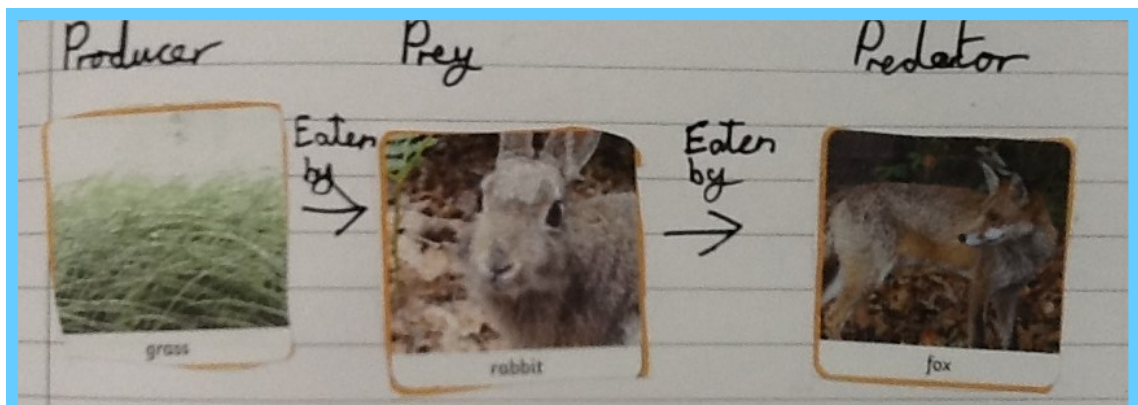 Producer
Prey
Predator
Eaten
by
Eaten
by
grass
rabbit
fox